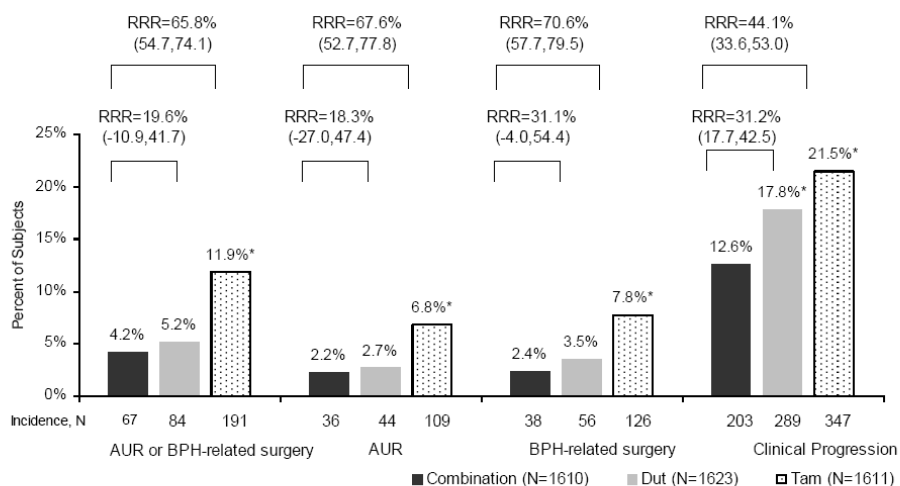 RRR=65.8%
(54.7,74.1)
RRR=67.6%
(52.7,77.8)
RRR=70.6%
(57.7,79.5)
RRR=44.1%
(33.6,53.0)
RRR=19.6%
(-10.9,41.7)
RRR=18.3%
(-27.0,47.4)
RRR=31.1%
(-4.0,54.4)
RRR=31.2%
(17.7,42.5)
Percent of Subjects
25%
20%
15%
10%
5%
0%
4.2%
5.2%
11.9%*
2.2%
2.7%
6.8%*
2.4%
3.5%
7.8%*
12.6%
17.8%*
21.5%*
Incidence, N 67 84 191 36 44 109 38 56 126 203 289 347
AUR or BPH-related surgery AUR BPH-related surgery Clinical Progression
Combination (N=1610) Dut (N=1623) Tam (N=1611)